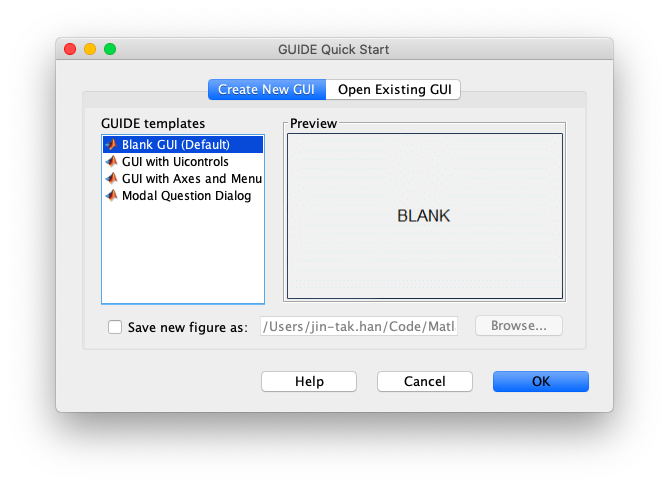 GUIDE Quick Start
Create New GUI Open Existing GUI
GUIDE templates
Blank GUI (Default)
GUI with Uicontrols
GUI with Axes and Menu
Modal Question Dialog
Preview
BLANK
Save new figure as: /Users/jin-tak.han/Code/Matl Browse...
Help Cancel OK